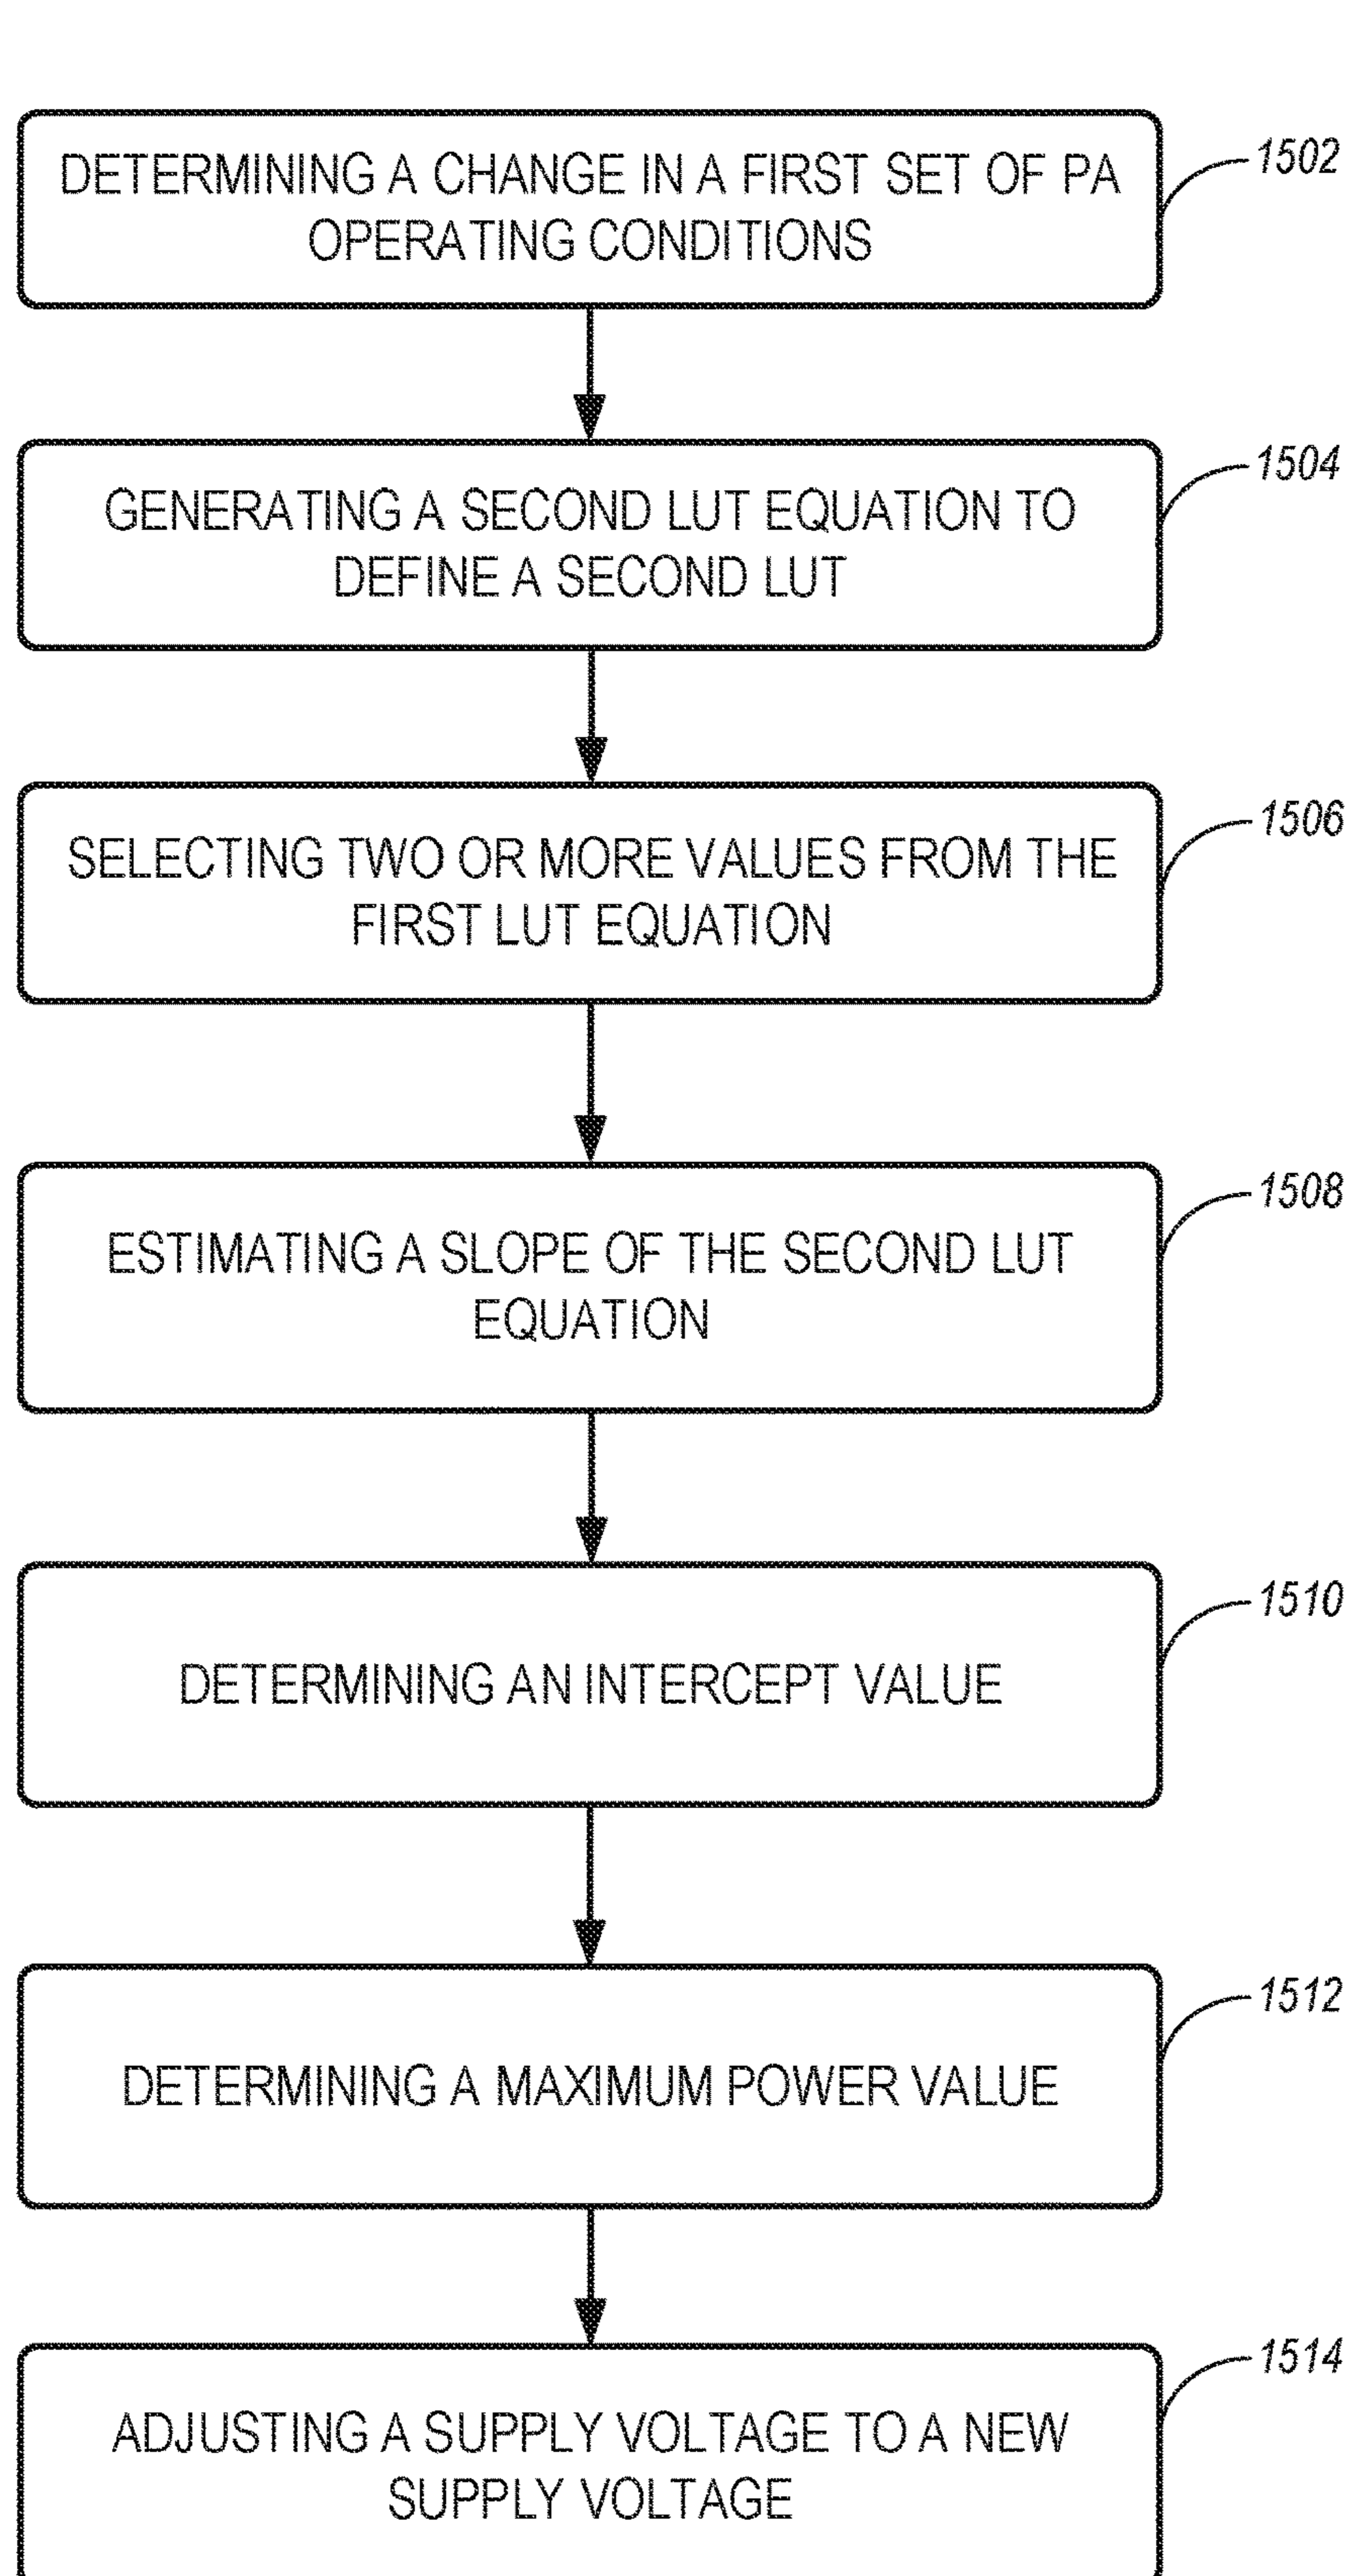 DETERMINING A CHANGE IN A FIRST SET OF PA
OPERATING CONDITIONS
1502
GENERATING A SECOND LUT EQUATION TO
DEFINE A SECOND LUT
1504
SELECTING TWO OR MORE VALUES FROM THE
FIRST LUT EQUATION
1506
ESTIMATING A SLOPE OF THE SECOND LUT
EQUATION
1508
DETERMINING AN INTERCEPT VALUE
1510
DETERMINING A MAXIMUM POWER VALUE
1512
ADJUSTING A SUPPLY VOLTAGE TO A NEW
SUPPLY VOLTAGE
1514